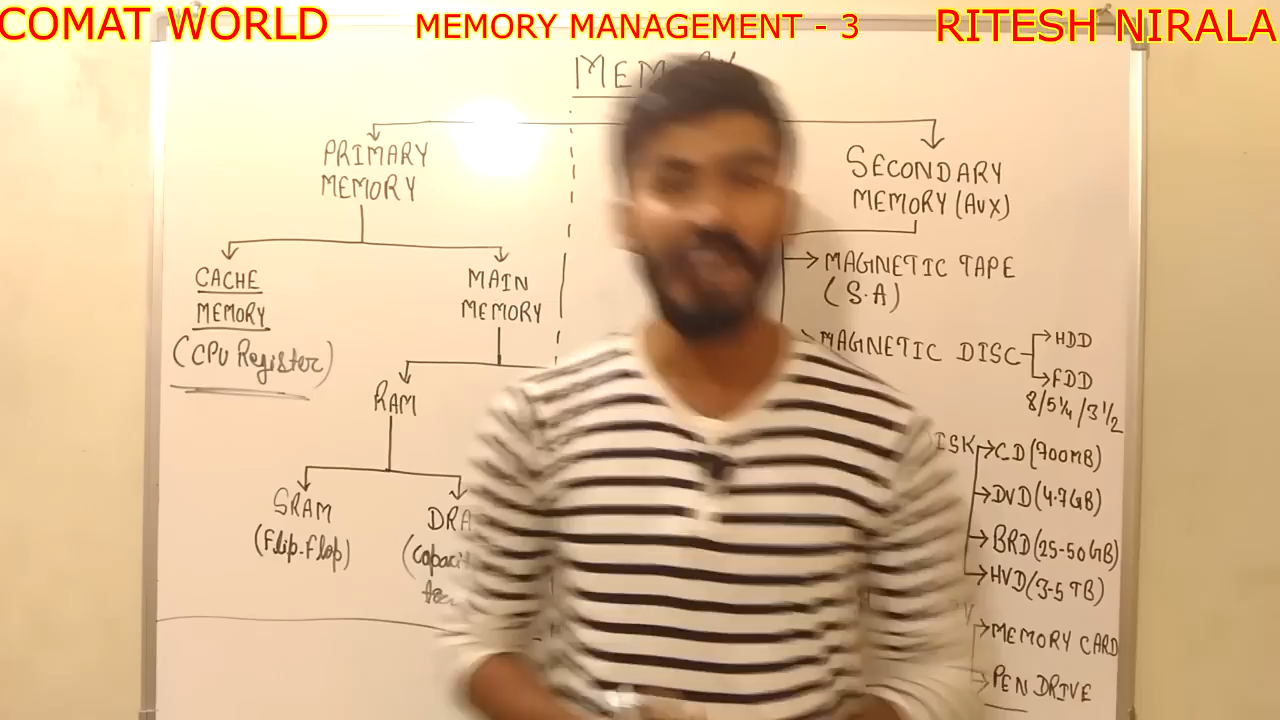 COMAT WORLD
MEMORY MANAGEMENT - 3
RITESH NIRALA
PRIMARY
MEMORY
CACHE
MEMORY
(CPU Register)
MAIN
MEMORY
RAM
SRAM
(Flip-Flop)
SECONDARY
MEMORY (AUX)
MAGNETIC TAPE
(S.A)
MAGNETIC DISC
HDD
FDD
8/5¼/3½
CD (700MB)
DVD (4.7GB)
BRD (25-50GB)
HVD (3-5 TB)
MEMORY CARD
PEN DRIVE